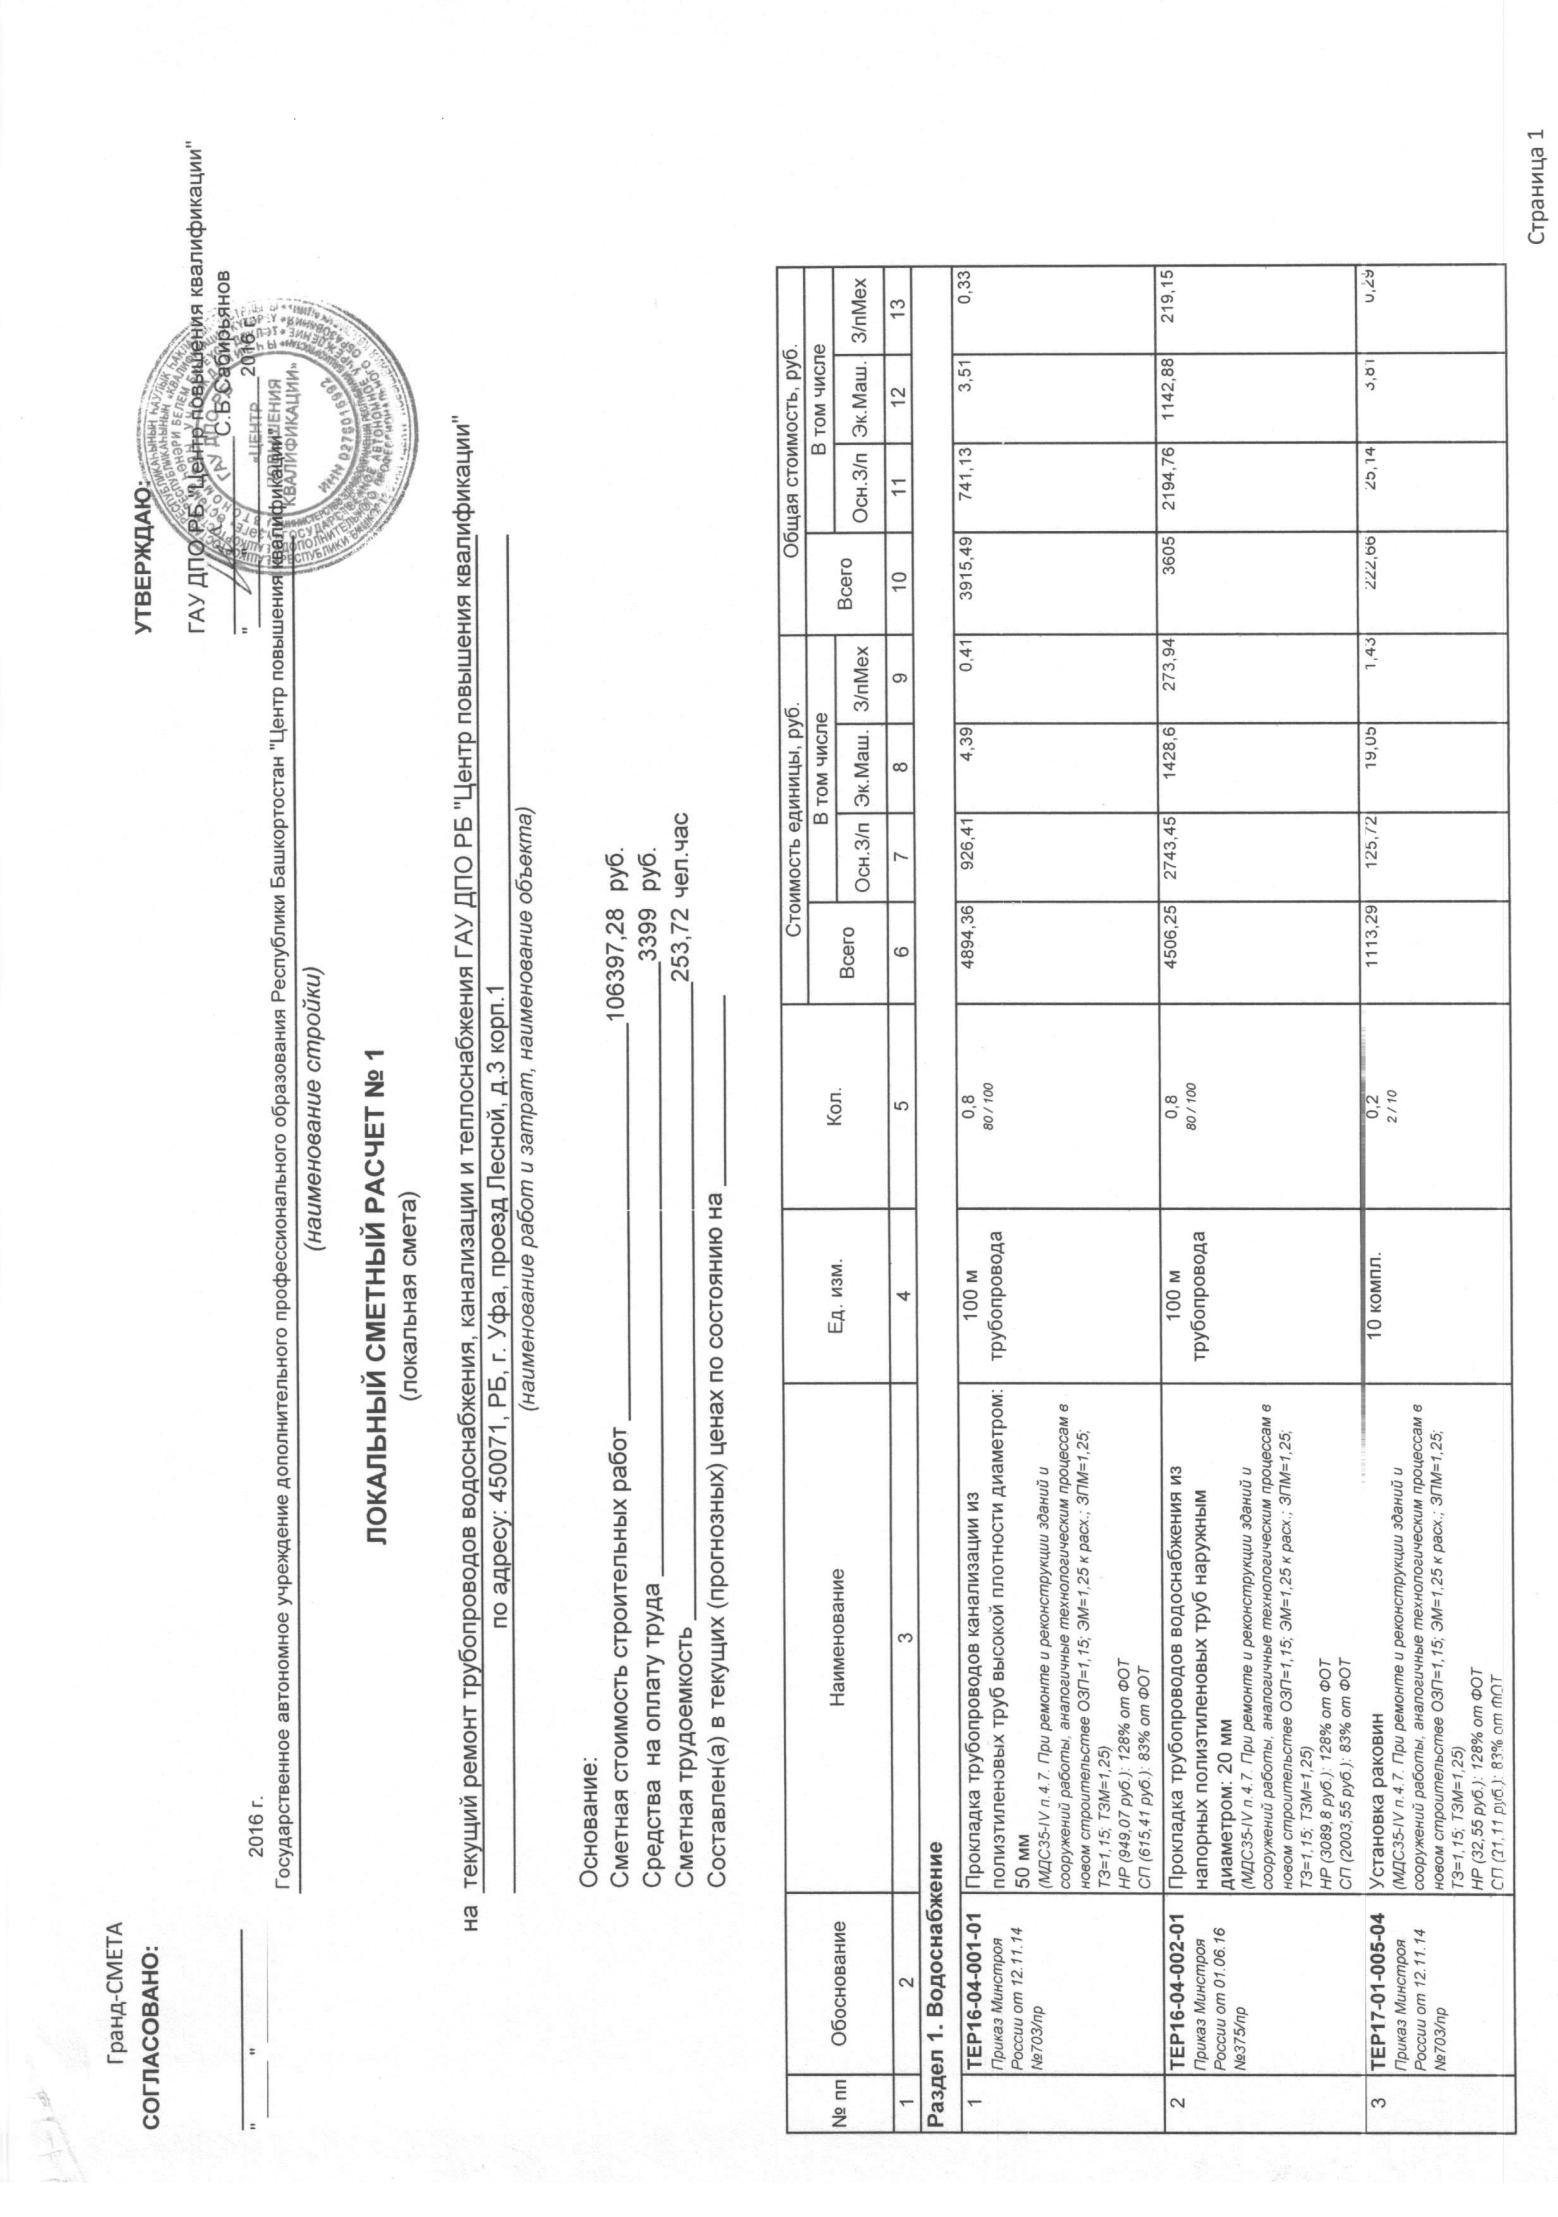 Гранд-СМЕТА
СОГЛАСОВАНО:
"____"
2016 г.
УТВЕРЖДАЮ:
ГАУ ДПО РБ "Центр повышения квалификации"
С.Б.Сабирьянов
"
2016 г.
ГАУ ДПО РБ
«ЦЕНТР
ПОВЫШЕНИЯ
КВАЛИФИКАЦИИ»
ИНН 0275015992
Государственное автономное учреждение дополнительного профессионального образования Республики Башкортостан "Центр повышения квалификации"
(наименование стройки)
ЛОКАЛЬНЫЙ СМЕТНЫЙ РАСЧЕТ № 1
(локальная смета)
на текущий ремонт трубопроводов водоснабжения, канализации и теплоснабжения ГАУ ДПО РБ "Центр повышения квалификации"
по адресу: 450071, РБ, г. Уфа, проезд Лесной, д.3 корп.1
(наименование работ и затрат, наименование объекта)
Основание:
Сметная стоимость строительных работ 106397,28 руб.
Средства на оплату труда 3399 руб.
Сметная трудоемкость 253,72 чел.час
Составлен(а) в текущих (прогнозных) ценах по состоянию на
№ пп Обоснование Наименование Ед. изм. Кол. Стоимость единицы, руб. Общая стоимость, руб.
Всего В том числе Всего В том числе
Осн.З/п Эк.Маш. З/пМех Осн.З/п Эк.Маш. З/пМех
1 2 3 4 5 6 7 8 9 10 11 12 13
Раздел 1. Водоснабжение
1 ТЕР16-04-001-01 Прокладка трубопроводов канализации из 100 м 0,8 4894,36 926,41 4,39 0,41 3915,49 741,13 3,51 0,33
Приказ Минстроя полиэтиленовых труб высокой плотности диаметром: трубопровода 80 / 100
России от 12.11.14 50 мм
№703/пр (МДС35-IV п.4.7. При ремонте и реконструкции зданий и
сооружений работы, аналогичные технологическим процессам в
новом строительстве ОЗП=1,15; ЭМ=1,25 к расх.; ЗПМ=1,25;
ТЗ=1,15; ТЗМ=1,25)
НР (949,07 руб.): 128% от ФОТ
СП (615,41 руб.): 83% от ФОТ
2 ТЕР16-04-002-01 Прокладка трубопроводов водоснабжения из 100 м 0,8 4506,25 2743,45 1428,6 273,94 3605 2194,76 1142,88 219,15
Приказ Минстроя напорных полиэтиленовых труб наружным трубопровода 80 / 100
России от 01.06.16 диаметром: 20 мм
№375/пр (МДС35-IV п.4.7. При ремонте и реконструкции зданий и
сооружений работы, аналогичные технологическим процессам в
новом строительстве ОЗП=1,15; ЭМ=1,25 к расх.; ЗПМ=1,25;
ТЗ=1,15; ТЗМ=1,25)
НР (3089,8 руб.): 128% от ФОТ
СП (2003,55 руб.): 83% от ФОТ
3 ТЕР17-01-005-04 Установка раковин 10 компл. 0,2 1113,29 125,72 19,05 1,43 222,66 25,14 3,81 0,29
Приказ Минстроя (МДС35-IV п.4.7. При ремонте и реконструкции зданий и 2 / 10
России от 12.11.14 сооружений работы, аналогичные технологическим процессам в
№703/пр новом строительстве ОЗП=1,15; ЭМ=1,25 к расх.; ЗПМ=1,25;
ТЗ=1,15; ТЗМ=1,25)
НР (32,55 руб.): 128% от ФОТ
СП (21,11 руб.): 83% от ФОТ
Страница 1